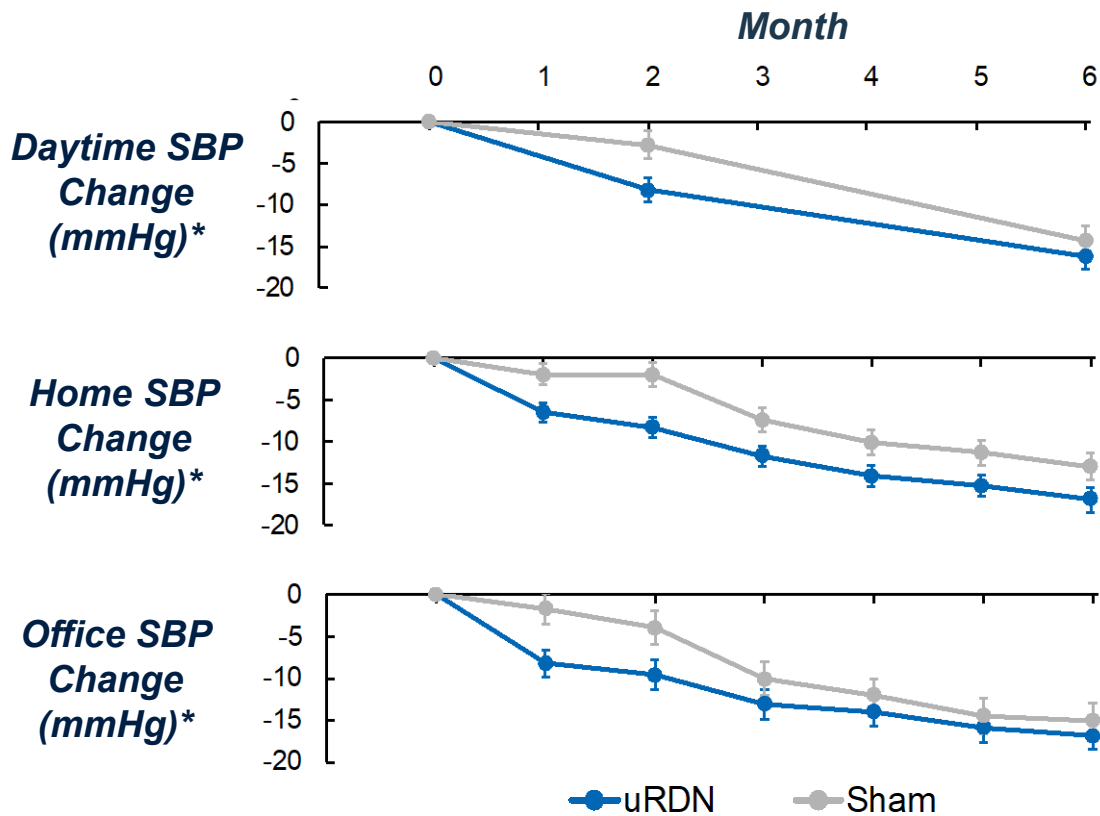 Month
0 1 2 3 4 5 6
Daytime SBP
Change
(mmHg)*
0
-5
-10
-15
-20
Home SBP
Change
(mmHg)*
0
-5
-10
-15
-20
Office SBP
Change
(mmHg)*
0
-5
-10
-15
-20
uRDN Sham